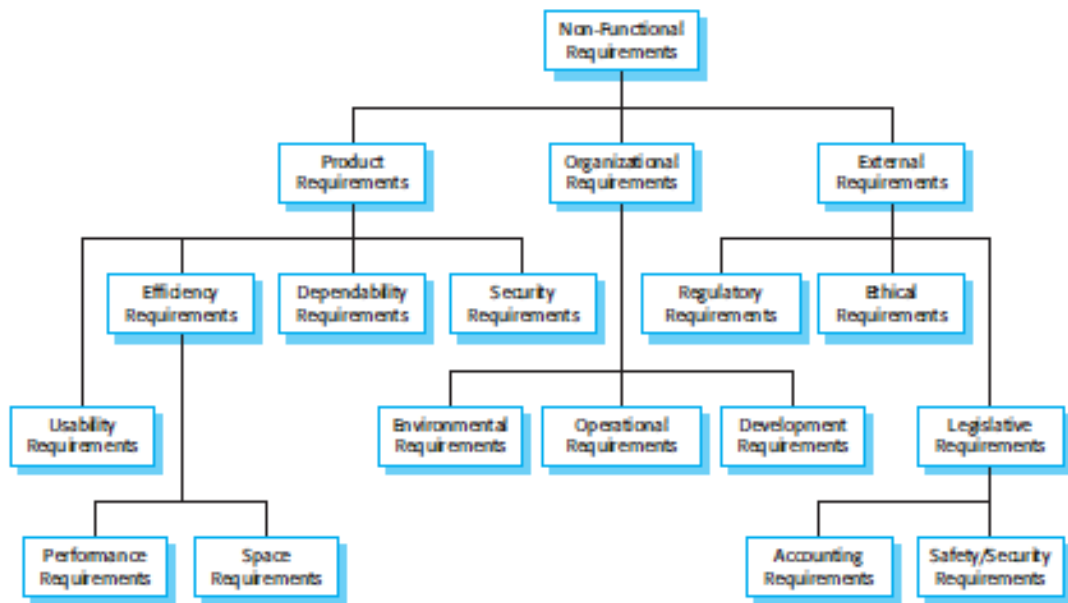 Non-Functional
Requirements
Product
Requirements
Organizational
Requirements
External
Requirements
Efficiency
Requirements
Dependability
Requirements
Security
Requirements
Regulatory
Requirements
Ethical
Requirements
Usability
Requirements
Environmental
Requirements
Operational
Requirements
Development
Requirements
Legislative
Requirements
Performance
Requirements
Space
Requirements
Accounting
Requirements
Safety/Security
Requirements